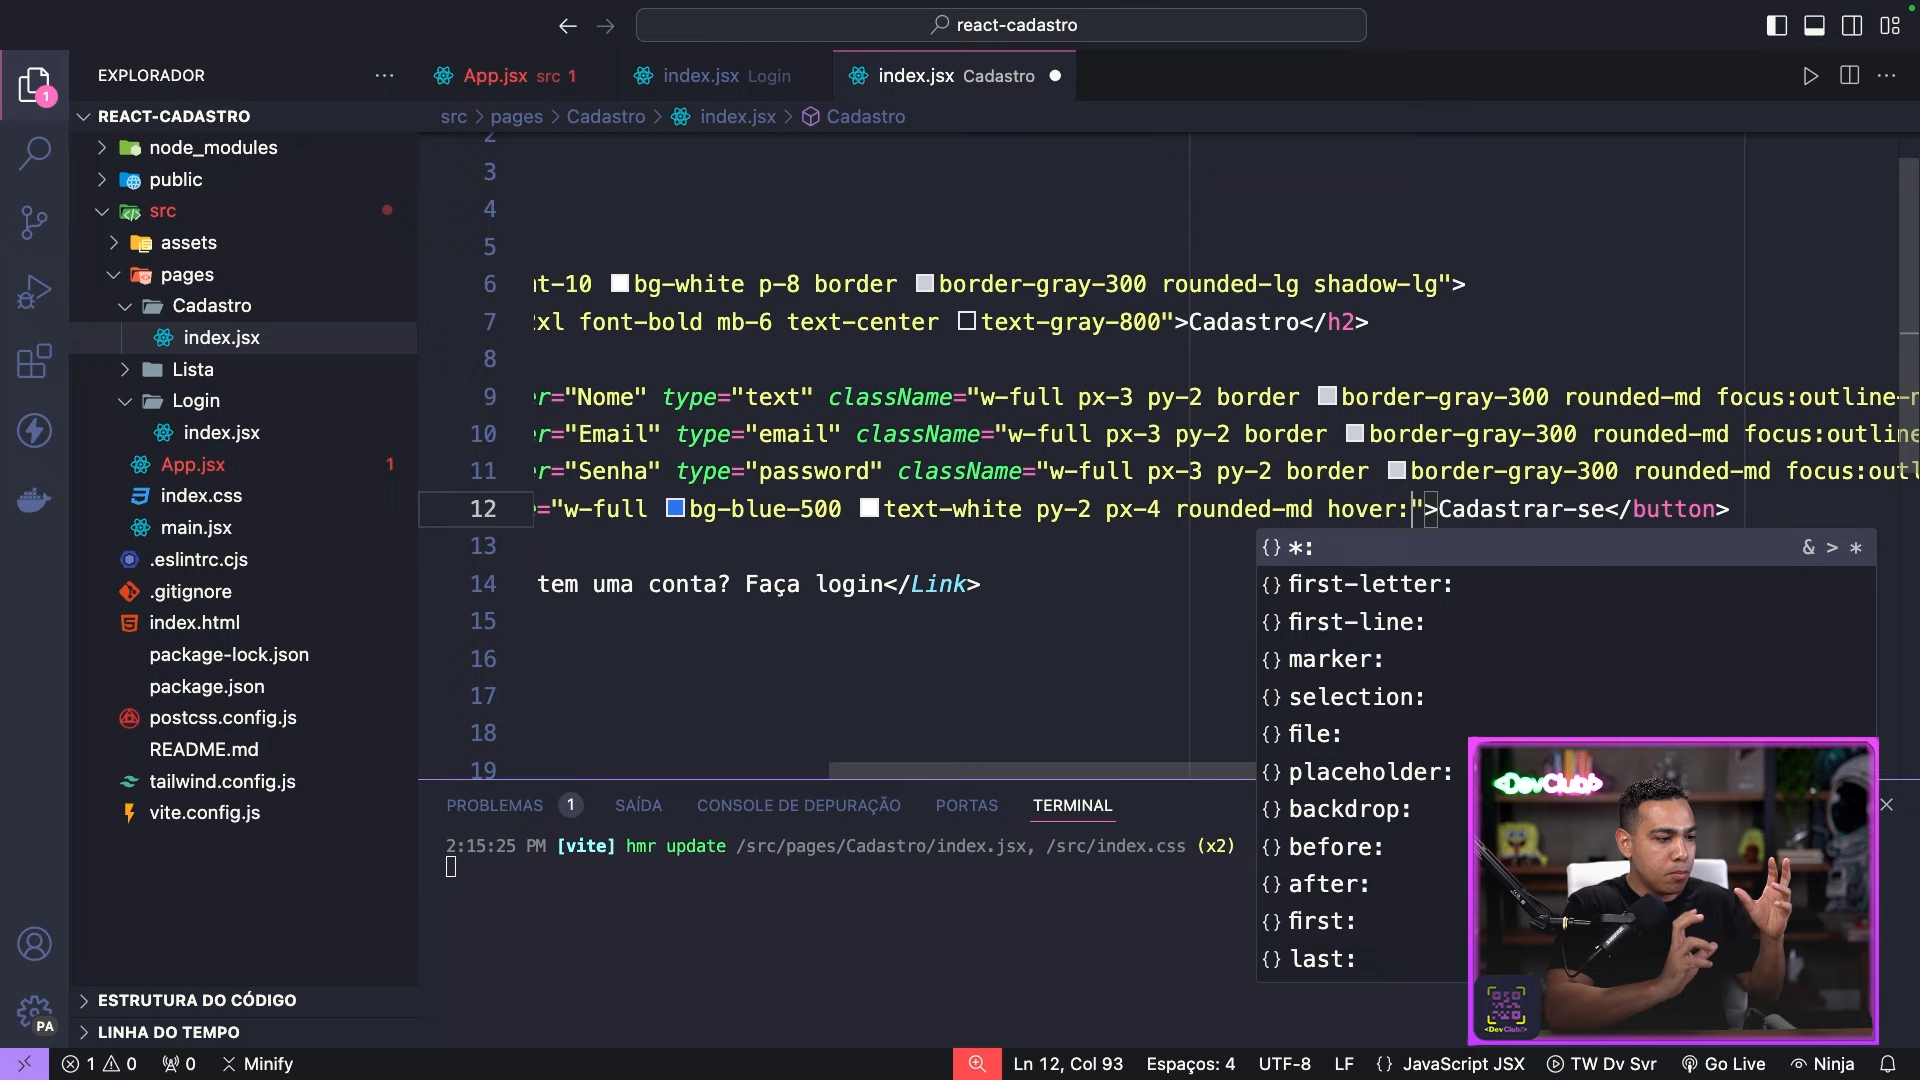 react-cadastro
EXPLORADOR
App.jsx src 1
index.jsx Login
index.jsx Cadastro
src > pages > Cadastro > index.jsx > Cadastro
REACT-CADASTRO
node_modules
public
src
assets
pages
Cadastro
index.jsx
Lista
Login
index.jsx
App.jsx 1
index.css
main.jsx
.eslintrc.cjs
.gitignore
index.html
package-lock.json
package.json
postcss.config.js
README.md
tailwind.config.js
vite.config.js
ESTRUTURA DO CÓDIGO
LINHA DO TEMPO
1
PA
2
3
4
5
6 t-10 bg-white p-8 border border-gray-300 rounded-lg shadow-lg">
7 xl font-bold mb-6 text-center text-gray-800">Cadastro</h2>
8
9 r="Nome" type="text" className="w-full px-3 py-2 border border-gray-300 rounded-md focus:outline-
10 r="Email" type="email" className="w-full px-3 py-2 border border-gray-300 rounded-md focus:outline
11 r="Senha" type="password" className="w-full px-3 py-2 border border-gray-300 rounded-md focus:out
12 ="w-full bg-blue-500 text-white py-2 px-4 rounded-md hover:">Cadastrar-se</button>
13
14 tem uma conta? Faça login</Link>
15
16
17
18
19
{} *: & > *
{} first-letter:
{} first-line:
{} marker:
{} selection:
{} file:
{} placeholder:
{} backdrop:
{} before:
{} after:
{} first:
{} last:
PROBLEMAS 1 SAÍDA CONSOLE DE DEPURAÇÃO PORTAS TERMINAL
2:15:25 PM [vite] hmr update /src/pages/Cadastro/index.jsx, /src/index.css (x2)
<DevClub/>
<DevClub/>
1 0 0 Minify Ln 12, Col 93 Espaços: 4 UTF-8 LF {} JavaScript JSX TW Dv Svr Go Live Ninja